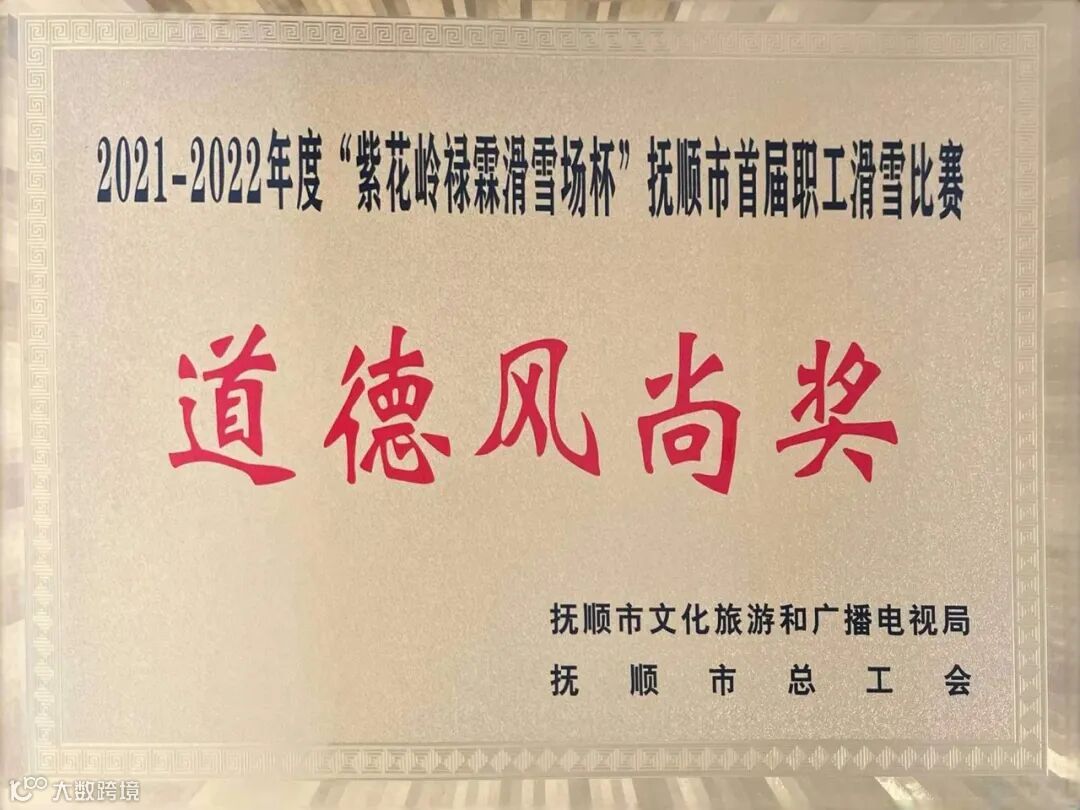 2021-2022年度“紫花岭禄霖滑雪场杯”抚顺市首届职工滑雪比赛
道德风尚奖
抚顺市文化旅游和广播电视局
抚顺市总工会
大数跨境